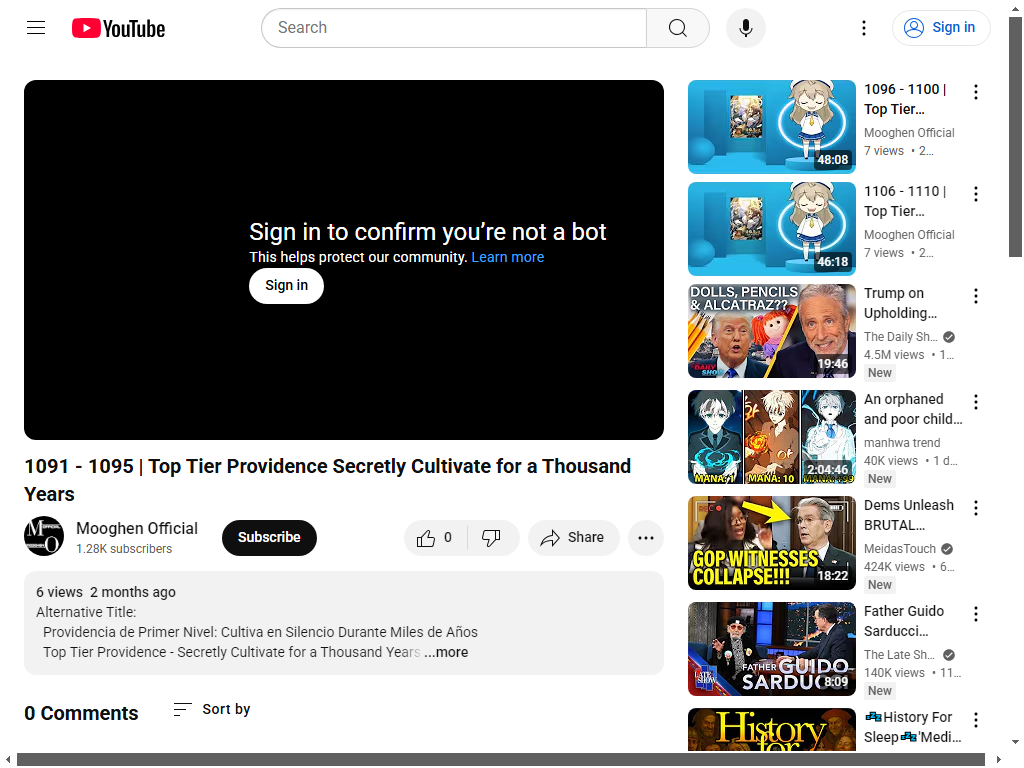 YouTube
Search
Sign in
Sign in to confirm you’re not a bot
This helps protect our community. Learn more
Sign in
1091 - 1095 | Top Tier Providence Secretly Cultivate for a Thousand
Years
Mooghen Official
1.28K subscribers
Subscribe
0
Share
6 views 2 months ago
Alternative Title:
Providencia de Primer Nivel: Cultiva en Silencio Durante Miles de Años
Top Tier Providence - Secretly Cultivate for a Thousand Years ...more
0 Comments
Sort by
48:08
1096 - 1100 |
Top Tier…
Mooghen Official
7 views • 2…
46:18
1106 - 1110 |
Top Tier…
Mooghen Official
7 views • 2…
DOLLS, PENCILS
& ALCATRAZ??
DAILY
19:46
Trump on
Upholding…
The Daily Sh…
4.5M views • 1…
New
MANA: 1
MANA: 10
2:04:46
An orphaned
and poor child…
manhwa trend
40K views • 1 d…
New
GOP WITNESSES
COLLAPSE!!!
18:22
Dems Unleash
BRUTAL…
MeidasTouch
424K views • 6…
New
LATE SHOW
FATHER GUIDO
SARDUCCI
8:09
Father Guido
Sarducci…
The Late Sh…
140K views • 11…
New
History
for
💤History For
Sleep💤'Medi…